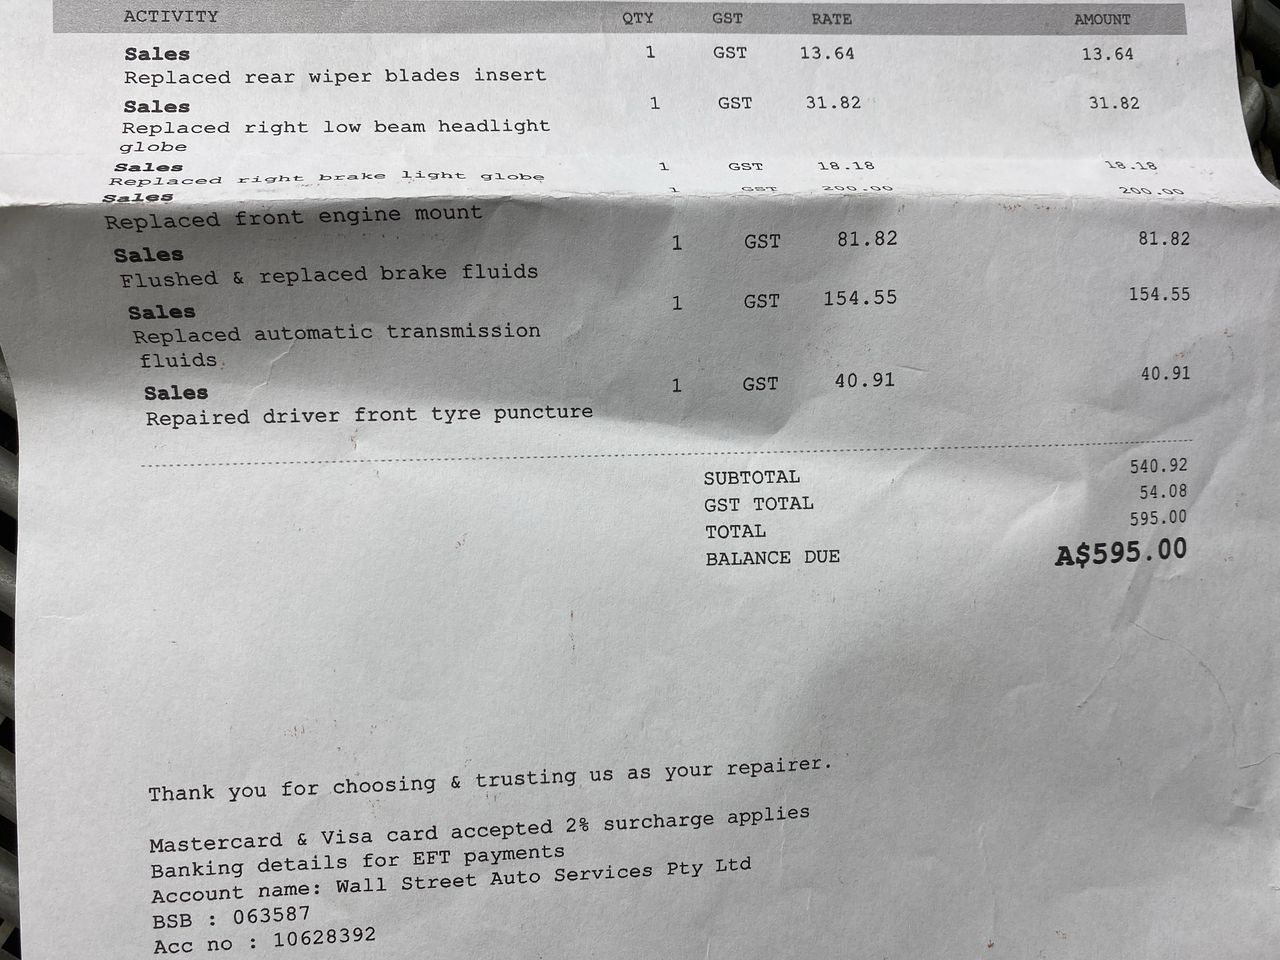 ACTIVITY QTY GST RATE AMOUNT
Sales 1 GST 13.64 13.64
Replaced rear wiper blades insert
Sales 1 GST 31.82 31.82
Replaced right low beam headlight
globe
Sales 1 GST 18.18 18.18
Replaced right brake light globe
Sales 1 GST 200.00 200.00
Replaced front engine mount
Sales 1 GST 81.82 81.82
Flushed & replaced brake fluids
Sales 1 GST 154.55 154.55
Replaced automatic transmission
fluids
Sales 1 GST 40.91 40.91
Repaired driver front tyre puncture
SUBTOTAL 540.92
GST TOTAL 54.08
TOTAL 595.00
BALANCE DUE A$595.00
Thank you for choosing & trusting us as your repairer.
Mastercard & Visa card accepted 2% surcharge applies
Banking details for EFT payments
Account name: Wall Street Auto Services Pty Ltd
BSB : 063587
Acc no : 10628392